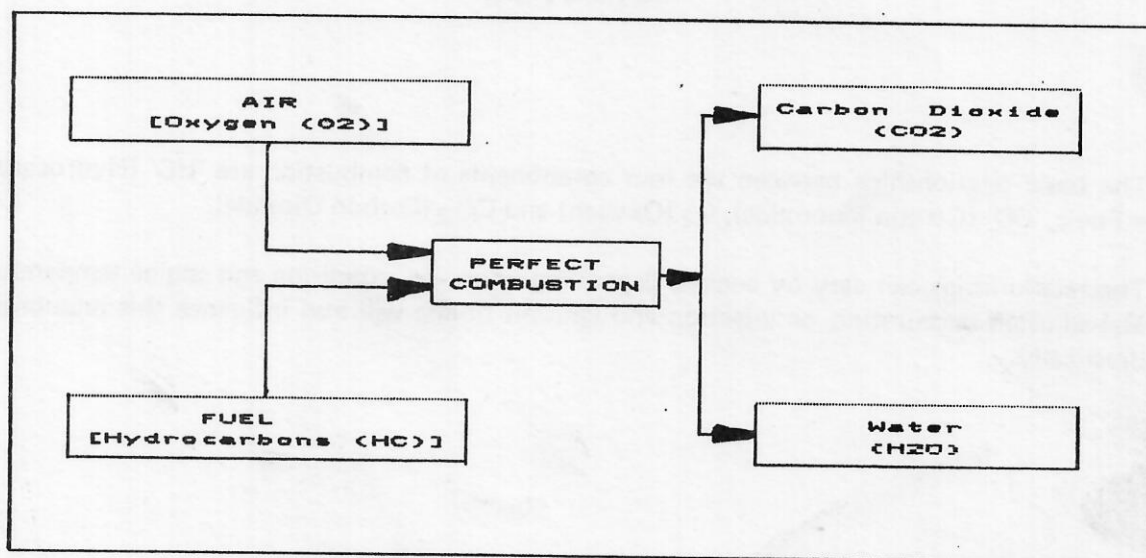 AIR
[Oxygen (O2)]
Carbon Dioxide
(CO2)
PERFECT
COMBUSTION
FUEL
[Hydrocarbons (HC)]
Water
(H2O)